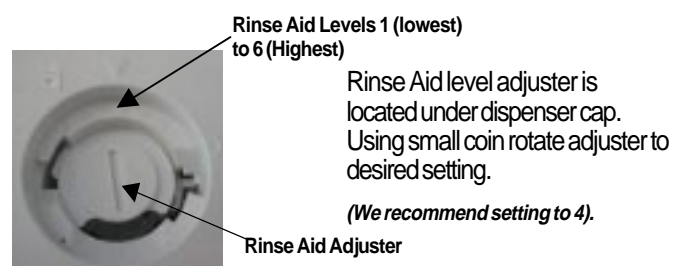 Rinse Aid Levels 1 (lowest)
to 6 (Highest)
Rinse Aid level adjuster is
located under dispenser cap.
Using small coin rotate adjuster to
desired setting.
(We recommend setting to 4).
Rinse Aid Adjuster